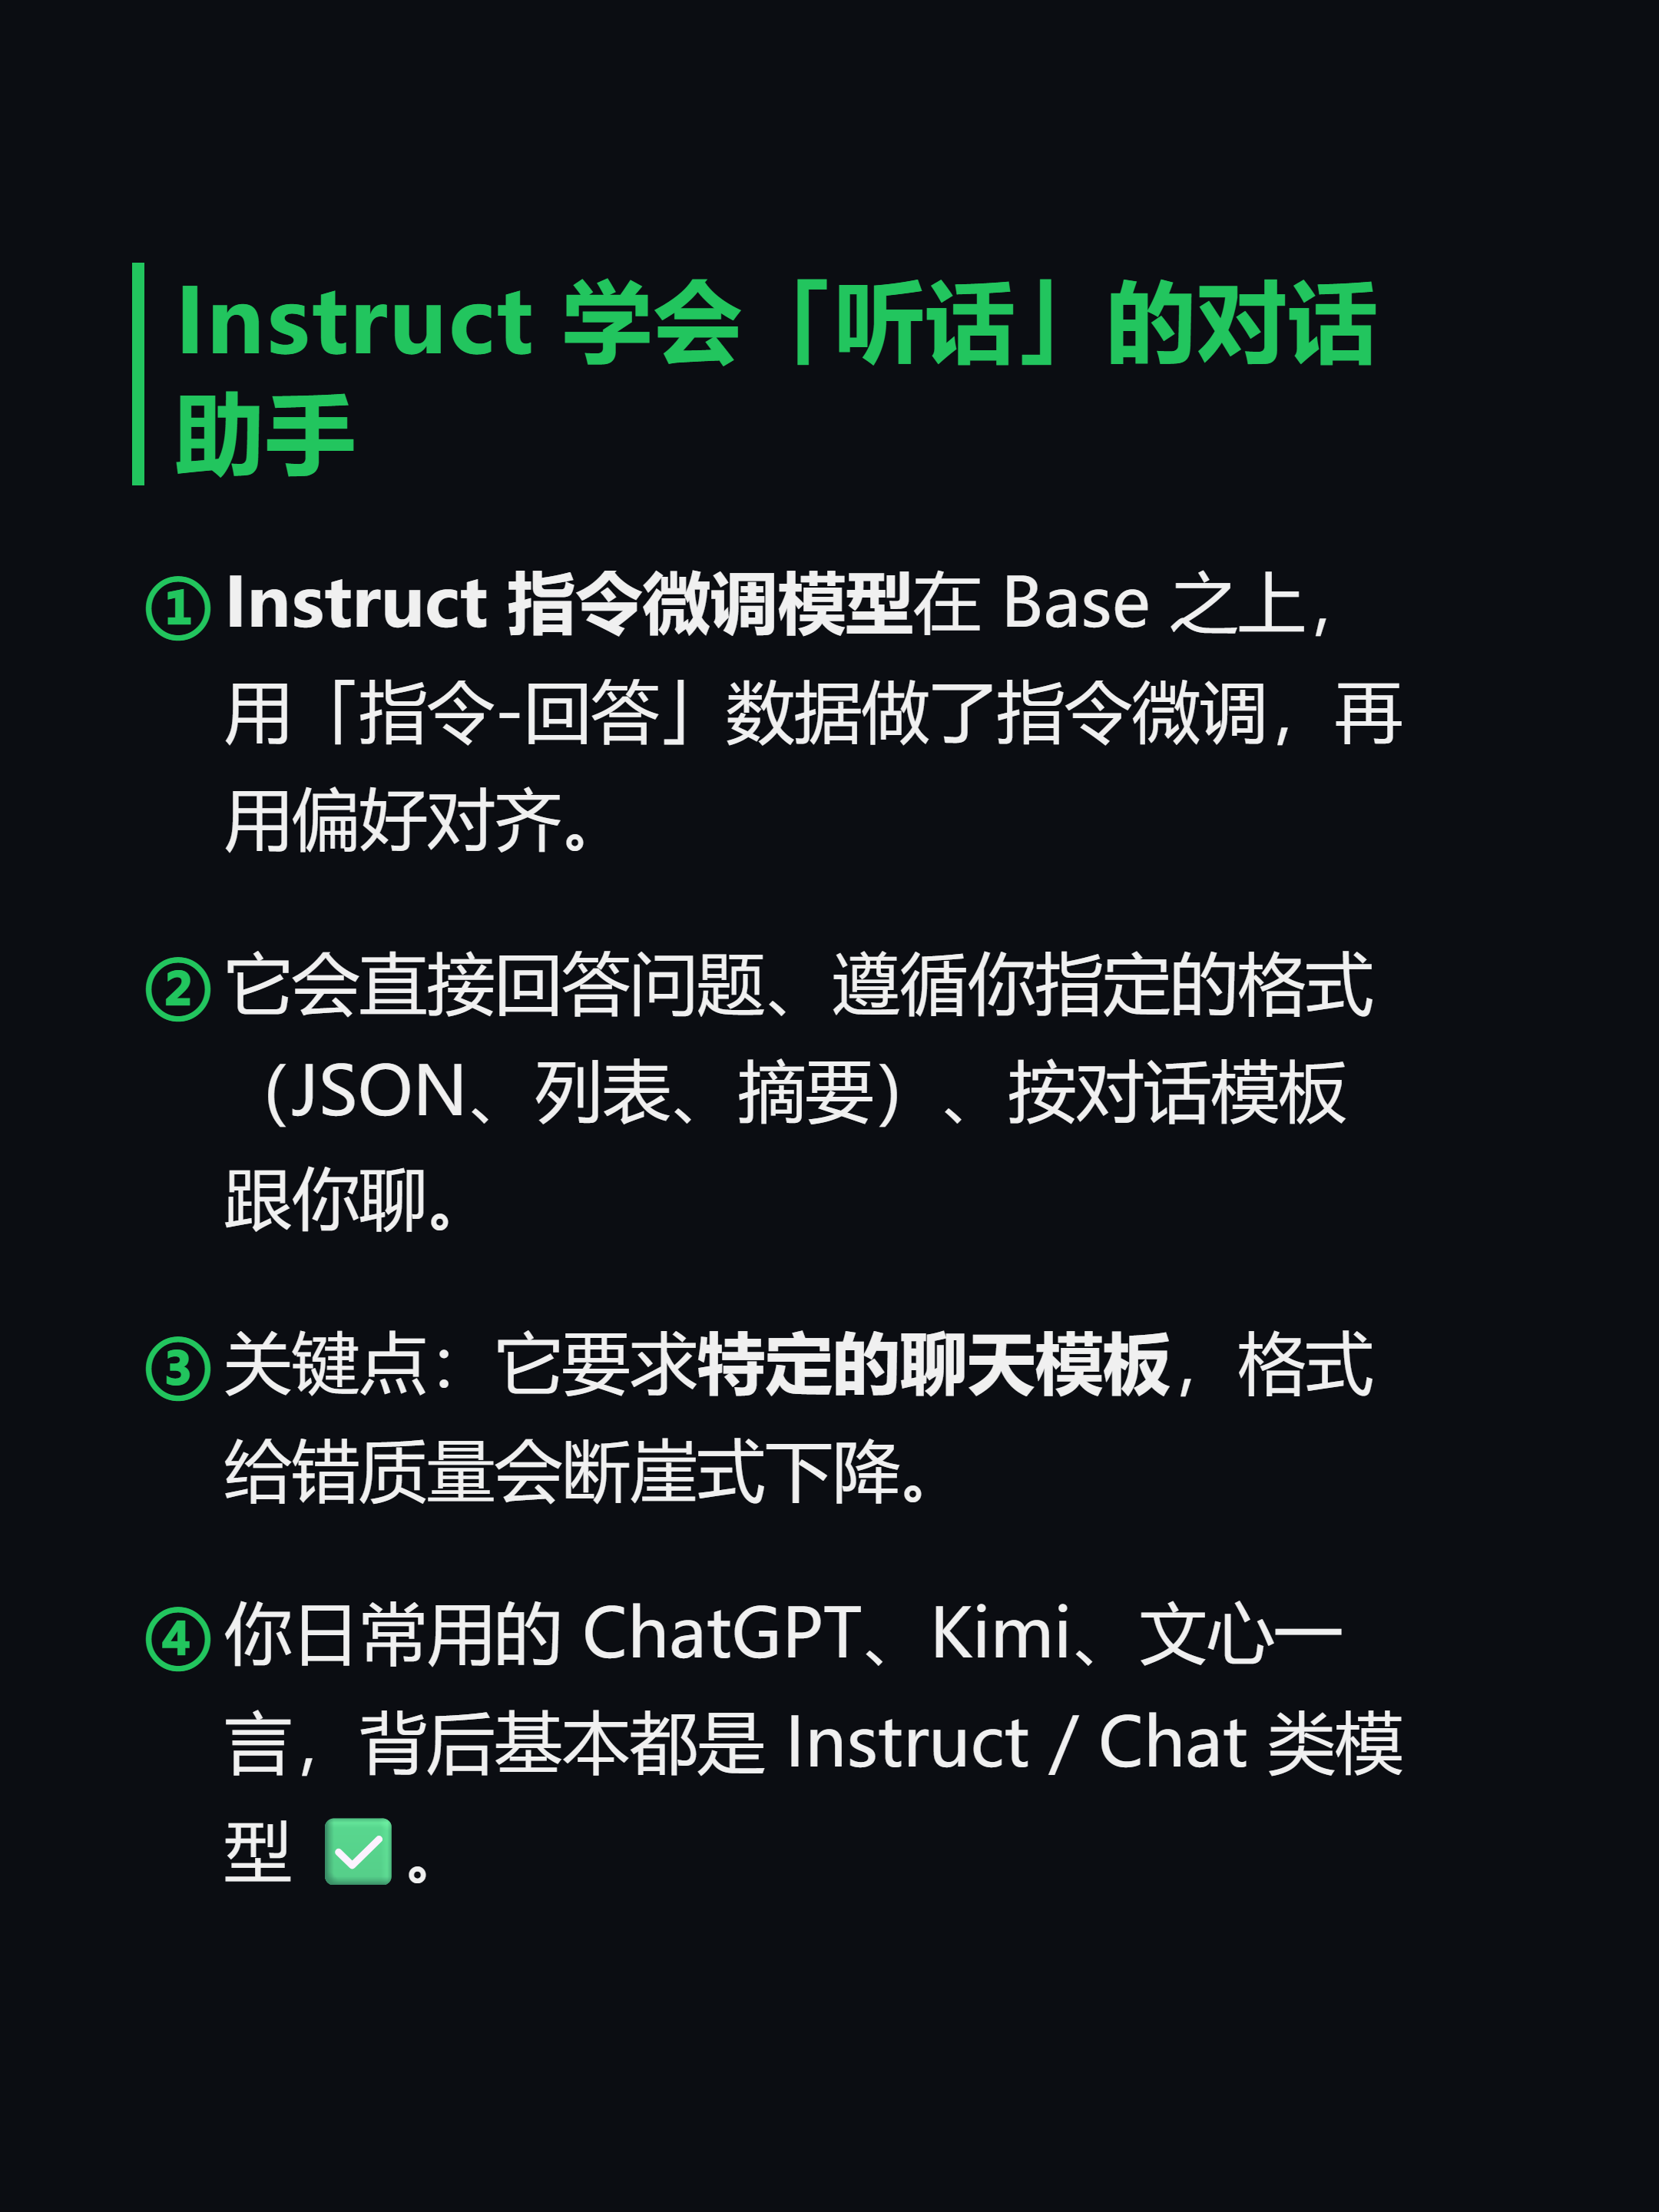 Instruct 学会「听话」的对话
助手
① Instruct 指令微调模型在 Base 之上，
用「指令-回答」数据做了指令微调，再
用偏好对齐。
② 它会直接回答问题、遵循你指定的格式
（JSON、列表、摘要）、按对话模板
跟你聊。
③ 关键点：它要求特定的聊天模板，格式
给错质量会断崖式下降。
④ 你日常用的 ChatGPT、Kimi、文心一
言，背后基本都是 Instruct / Chat 类模
型 ✅。